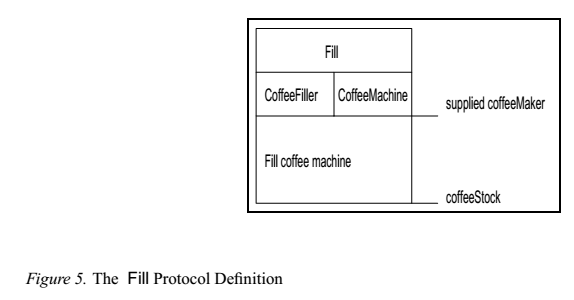 Fill
CoffeeFiller CoffeeMachine
supplied coffeeMaker
Fill coffee machine
coffeeStock
Figure 5. The Fill Protocol Definition